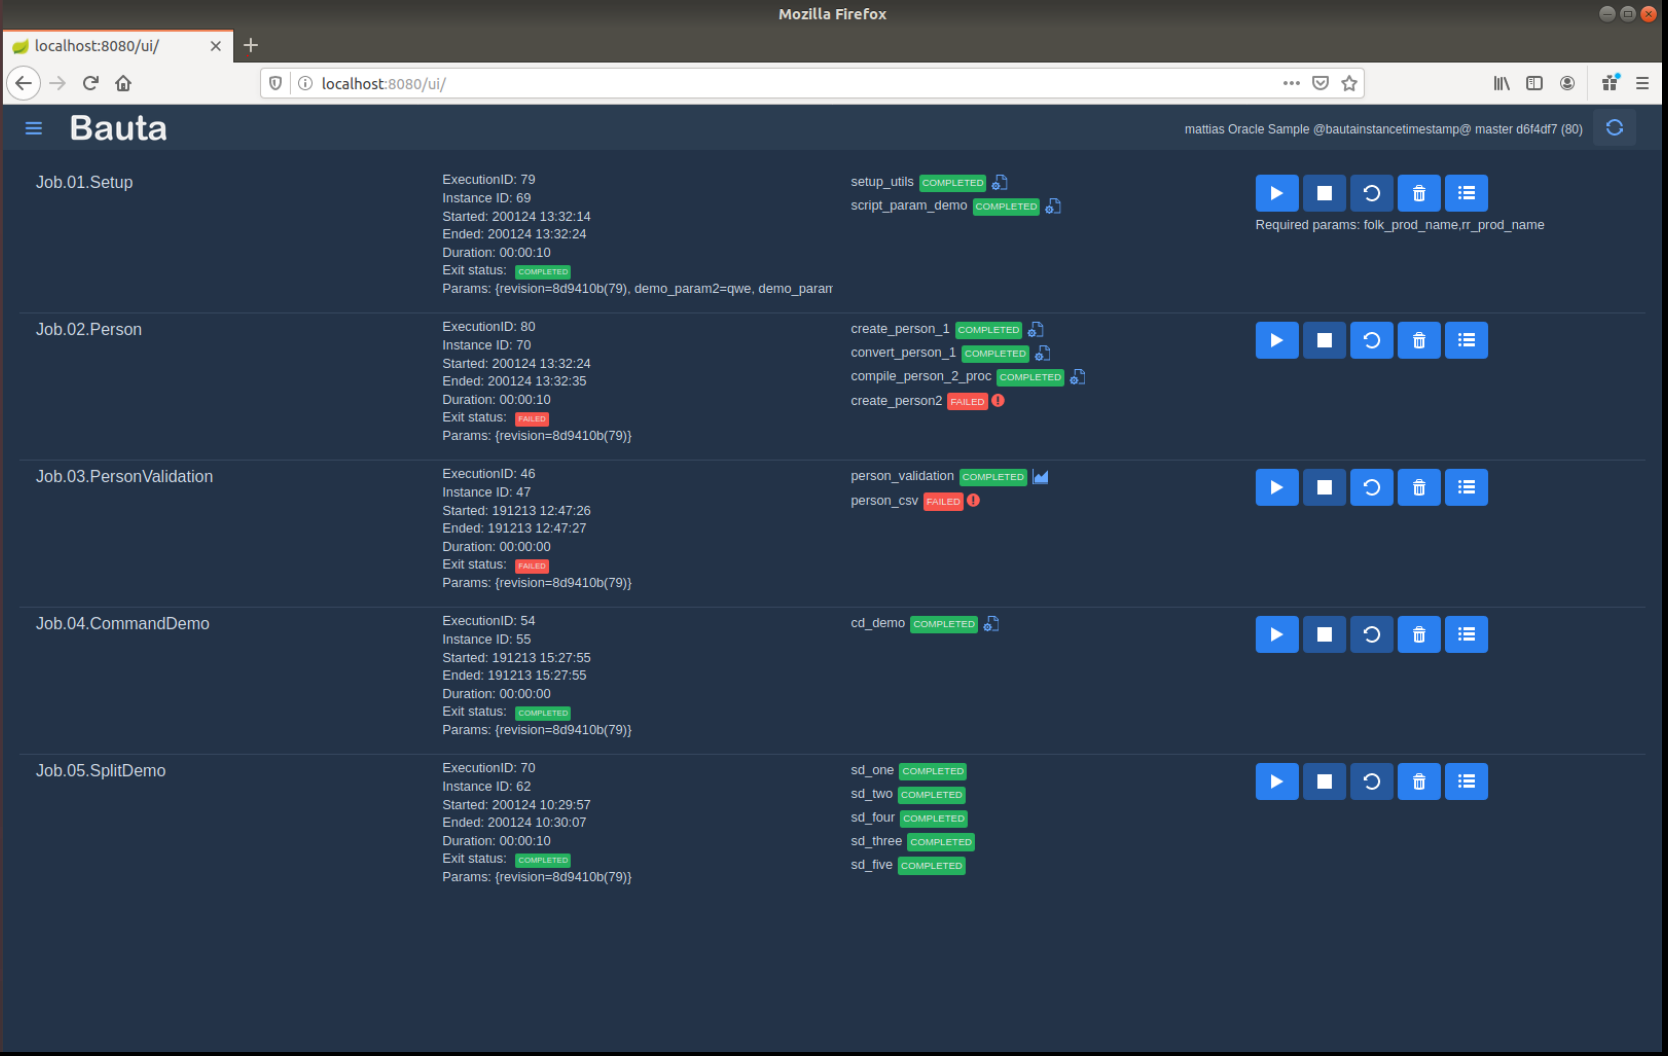 Mozilla Firefox
localhost:8080/ui/
localhost:8080/ui/
Bauta
mattias Oracle Sample @bautainstancetimestamp@ master d6f4df7 (80)
Job.01.Setup
ExecutionID: 79
Instance ID: 69
Started: 200124 13:32:14
Ended: 200124 13:32:24
Duration: 00:00:10
Exit status: COMPLETED
Params: {revision=8d9410b(79), demo_param2=qwe, demo_param
setup_utils COMPLETED
script_param_demo COMPLETED
Required params: folk_prod_name,rr_prod_name
Job.02.Person
ExecutionID: 80
Instance ID: 70
Started: 200124 13:32:24
Ended: 200124 13:32:35
Duration: 00:00:10
Exit status: FAILED
Params: {revision=8d9410b(79)}
create_person_1 COMPLETED
convert_person_1 COMPLETED
compile_person_2_proc COMPLETED
create_person2 FAILED
Job.03.PersonValidation
ExecutionID: 46
Instance ID: 47
Started: 191213 12:47:26
Ended: 191213 12:47:27
Duration: 00:00:00
Exit status: FAILED
Params: {revision=8d9410b(79)}
person_validation COMPLETED
person_csv FAILED
Job.04.CommandDemo
ExecutionID: 54
Instance ID: 55
Started: 191213 15:27:55
Ended: 191213 15:27:55
Duration: 00:00:00
Exit status: COMPLETED
Params: {revision=8d9410b(79)}
cd_demo COMPLETED
Job.05.SplitDemo
ExecutionID: 70
Instance ID: 62
Started: 200124 10:29:57
Ended: 200124 10:30:07
Duration: 00:00:10
Exit status: COMPLETED
Params: {revision=8d9410b(79)}
sd_one COMPLETED
sd_two COMPLETED
sd_four COMPLETED
sd_three COMPLETED
sd_five COMPLETED